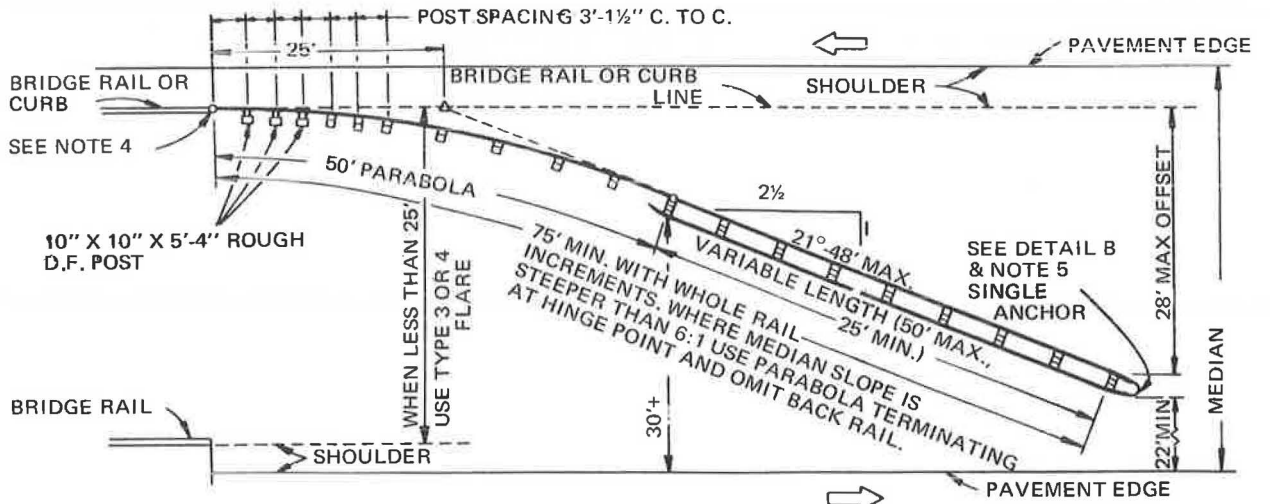 POST SPACING 3'-1½" C. TO C.
25'
PAVEMENT EDGE
BRIDGE RAIL OR
CURB
BRIDGE RAIL OR CURB
LINE
SHOULDER
SEE NOTE 4
50' PARABOLA
2½
1
10" X 10" X 5'-4" ROUGH
D.F. POST
WHEN LESS THAN 25'
USE TYPE 3 OR 4
FLARE
21°-48' MAX.
VARIABLE LENGTH (50' MAX.,
25' MIN.)
75' MIN. WITH WHOLE RAIL
INCREMENTS. WHERE MEDIAN SLOPE IS
STEEPER THAN 6:1 USE PARABOLA TERMINATING
AT HINGE POINT AND OMIT BACK RAIL.
SEE DETAIL B
& NOTE 5
SINGLE
ANCHOR
28' MAX OFFSET
MEDIAN
BRIDGE RAIL
30'+
22'MIN
SHOULDER
PAVEMENT EDGE